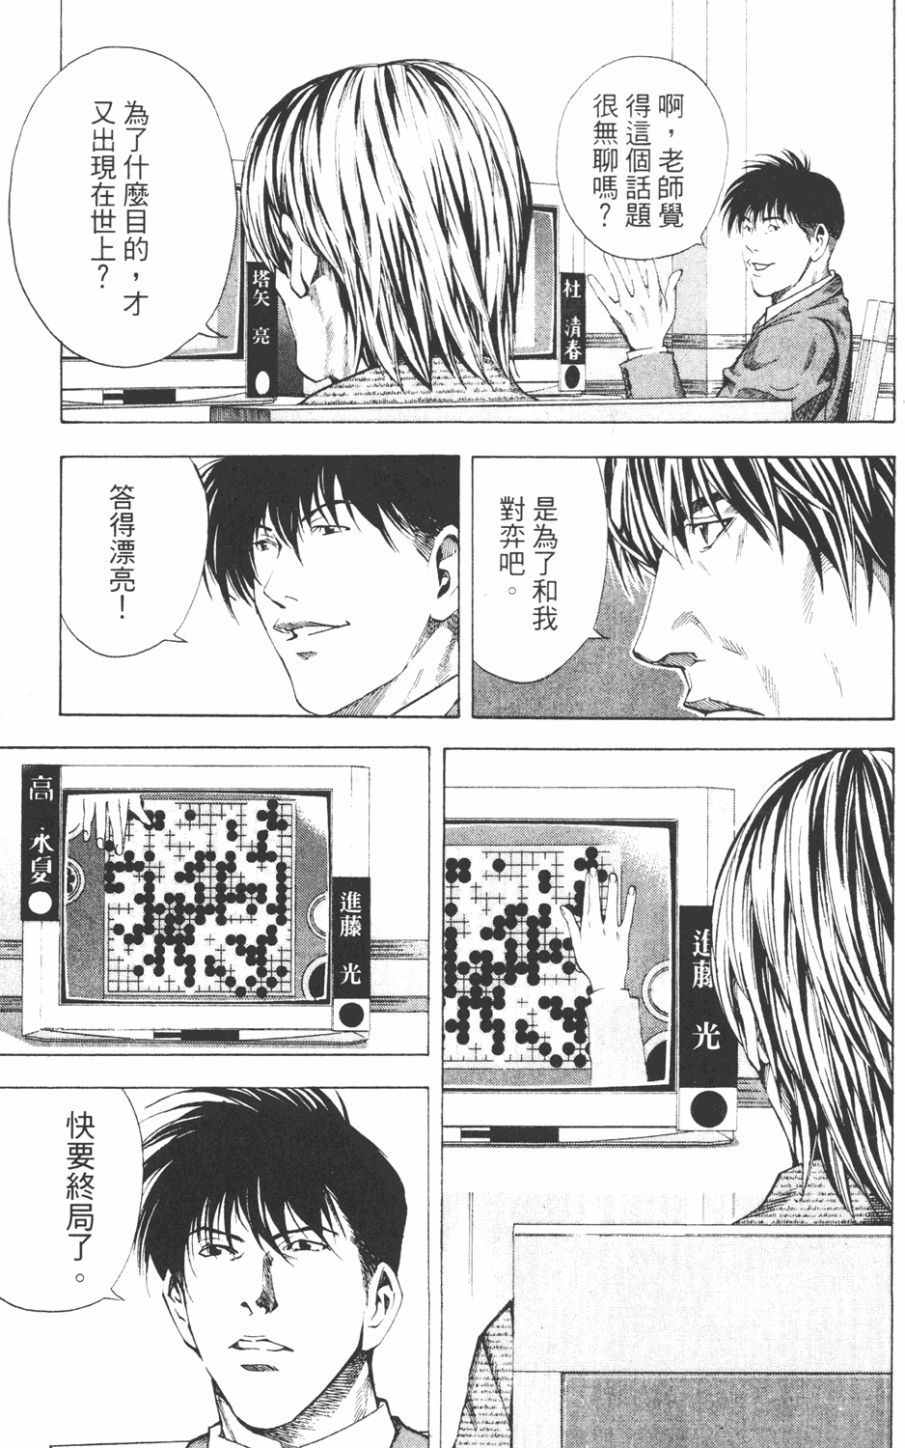 啊，老師覺
得這個話題
很無聊嗎？
為了什麼目的，才
又出現在世上？
杜 清春
塔矢 亮
是為了和我
對弈吧。
答得漂亮！
進藤 光
高 永夏
進藤 光
快要終局了。